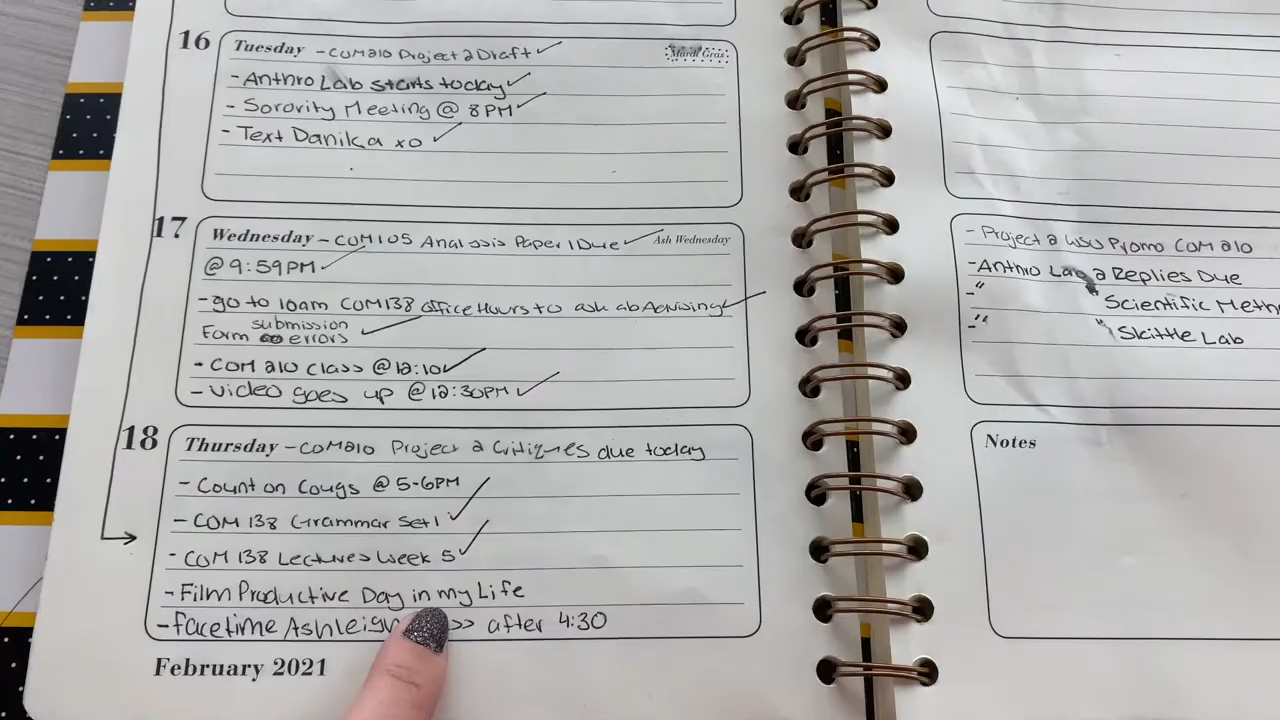 16
Tuesday - COM210 Project 2 Draft
Mardi Gras
- Anthro Lab starts today
- Sorority Meeting @ 8PM
- Text Danika xo
17
Wednesday - COM105 Analysis Paper 1 Due
Ash Wednesday
@ 9:59PM
- go to 10am COM138 office Hours to ask ab Advising
submission
Form errors
- COM 210 class @ 12:10
- video goes up @ 12:30PM
18
Thursday - COM210 Project 2 Critiques due today
- Count on Cougs @ 5-6PM
- COM 138 Grammar Set 1
- COM 138 Lectures Week 5
- Film Productive Day in my Life
- facetime Ashleigh >> after 4:30
February 2021
- Project 2 WSU Promo COM 210
- Anthro Lab 2 Replies Due
- " " Scientific Meth
- " " Skittle Lab
Notes